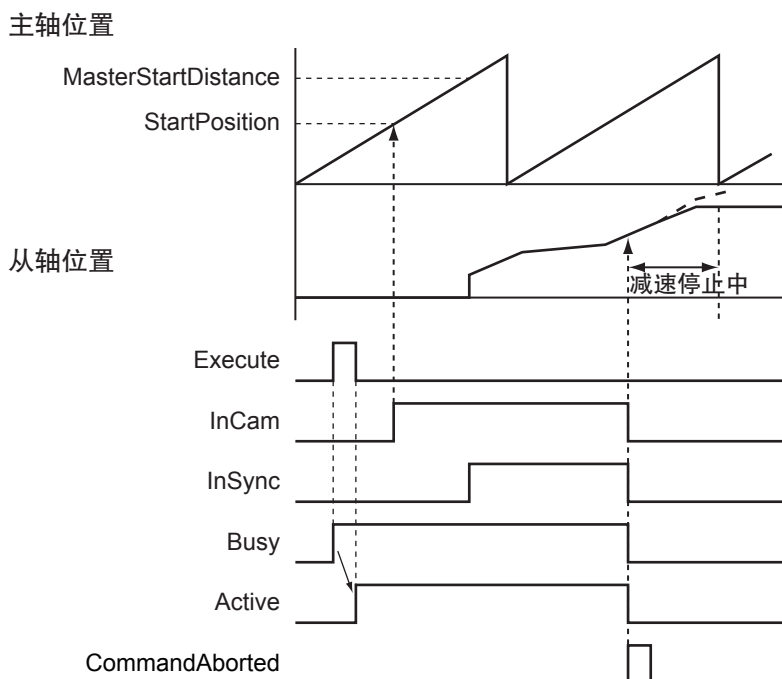 主轴位置
MasterStartDistance
StartPosition
从轴位置
减速停止中
Execute
InCam
InSync
Busy
Active
CommandAborted